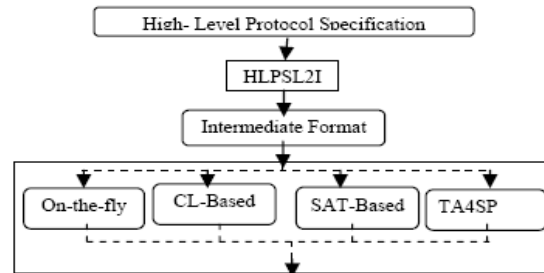 High- Level Protocol Specification
HLPSL2I
Intermediate Format
On-the-fly CL-Based SAT-Based TA4SP